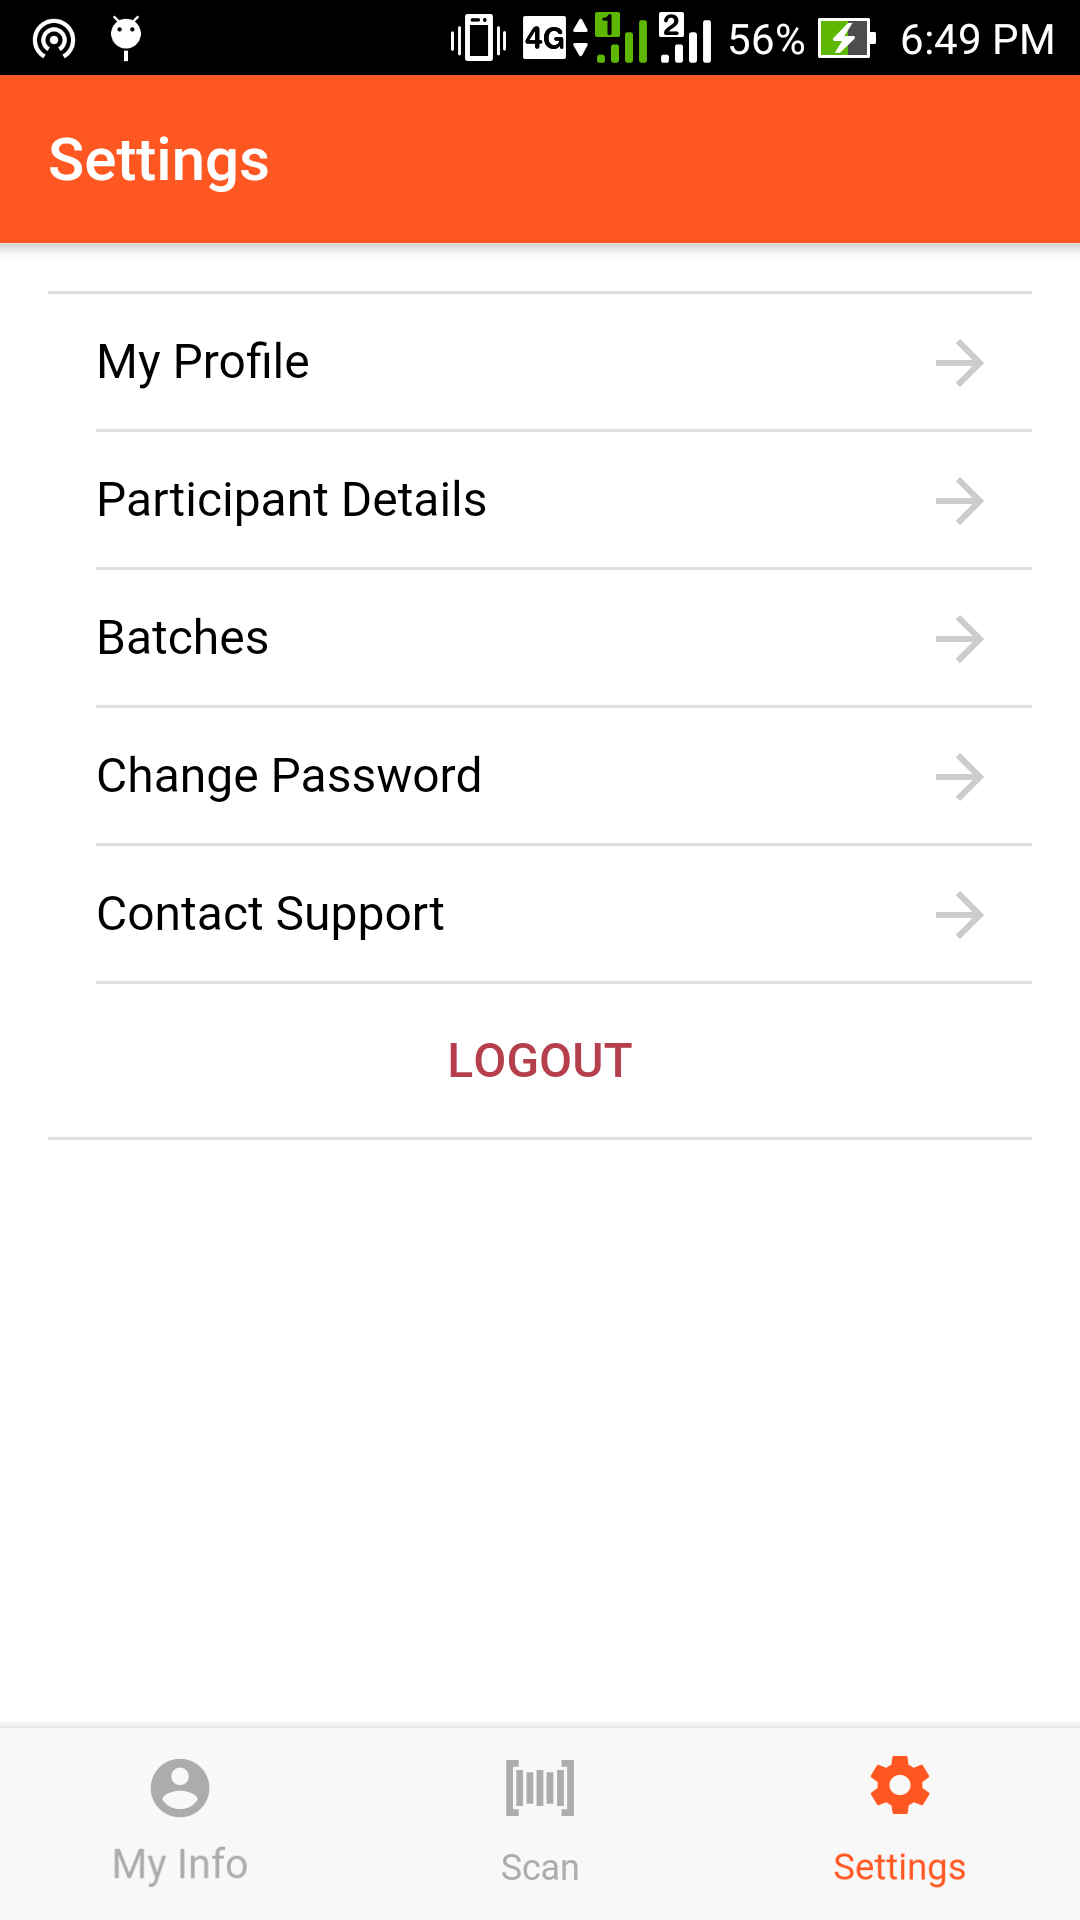 4G 1 2 56% 6:49 PM
Settings
My Profile
Participant Details
Batches
Change Password
Contact Support
LOGOUT
My Info Scan Settings